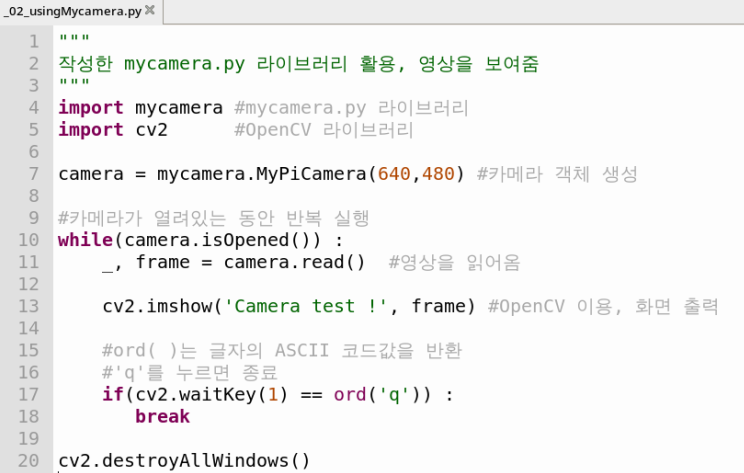 _02_usingMycamera.py
1 """
2 작성한 mycamera.py 라이브러리 활용, 영상을 보여줌
3 """
4 import mycamera #mycamera.py 라이브러리
5 import cv2      #OpenCV 라이브러리
6
7 camera = mycamera.MyPiCamera(640,480) #카메라 객체 생성
8
9 #카메라가 열려있는 동안 반복 실행
10 while(camera.isOpened()) :
11     _, frame = camera.read()  #영상을 읽어옴
12
13     cv2.imshow('Camera test !', frame) #OpenCV 이용, 화면 출력
14
15     #ord( )는 글자의 ASCII 코드값을 반환
16     #'q'를 누르면 종료
17     if(cv2.waitKey(1) == ord('q')) :
18        break
19
20 cv2.destroyAllWindows()